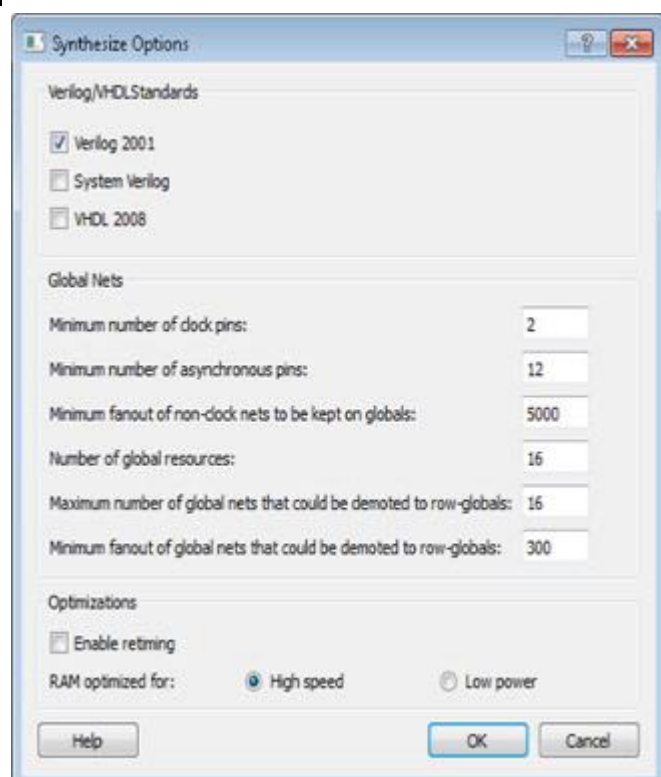 Synthesize Options
Verilog/VHDLStandards
Verilog 2001
System Verilog
VHDL 2008
Global Nets
Minimum number of clock pins: 2
Minimum number of asynchronous pins: 12
Minimum fanout of non-clock nets to be kept on globals: 5000
Number of global resources: 16
Maximum number of global nets that could be demoted to row-globals: 16
Minimum fanout of global nets that could be demoted to row-globals: 300
Optimizations
Enable retiming
RAM optimized for: High speed Low power
Help OK Cancel